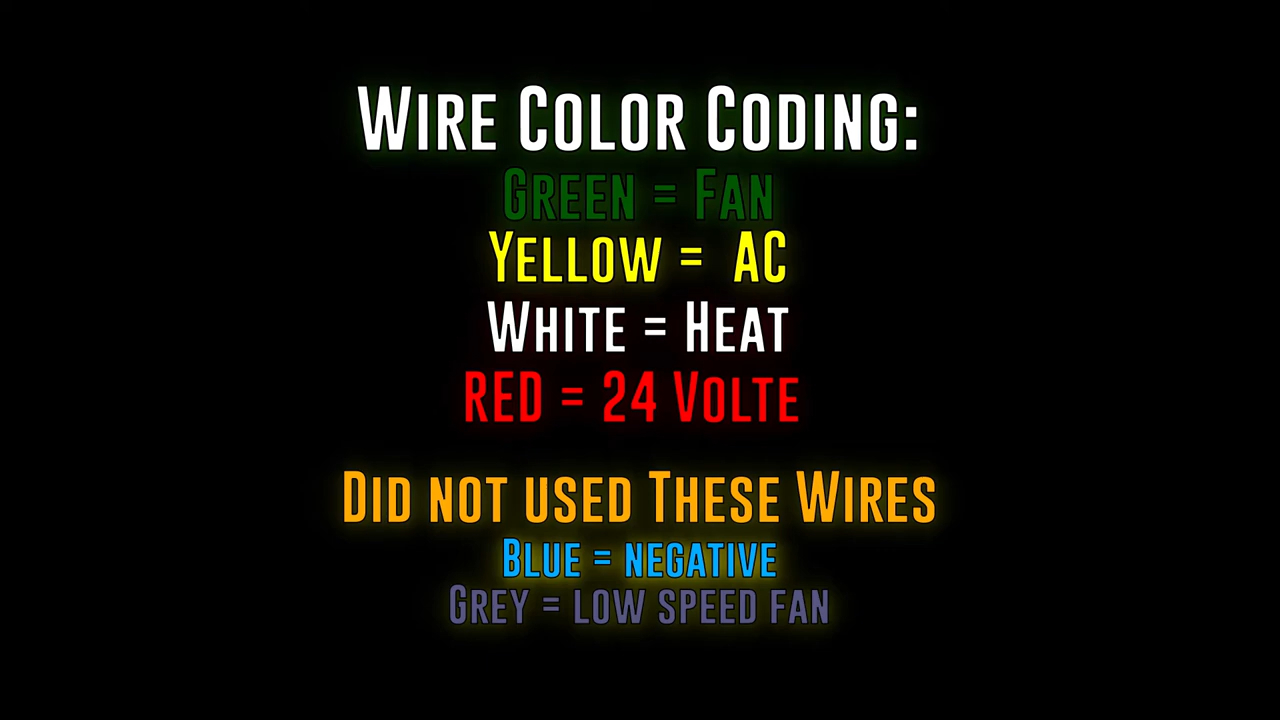 Wire Color Coding:
Green = Fan
Yellow = AC
White = Heat
RED = 24 Volte
Did not used These Wires
Blue = negative
Grey = low speed fan